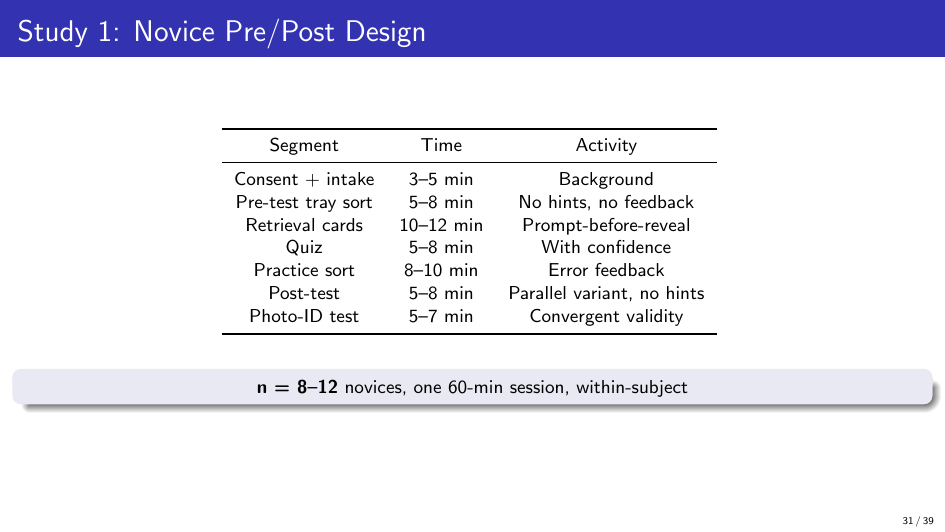 Study 1: Novice Pre/Post Design
Segment Time Activity
Consent + intake 3–5 min Background
Pre-test tray sort 5–8 min No hints, no feedback
Retrieval cards 10–12 min Prompt-before-reveal
Quiz 5–8 min With confidence
Practice sort 8–10 min Error feedback
Post-test 5–8 min Parallel variant, no hints
Photo-ID test 5–7 min Convergent validity
n = 8–12 novices, one 60-min session, within-subject
31 / 39